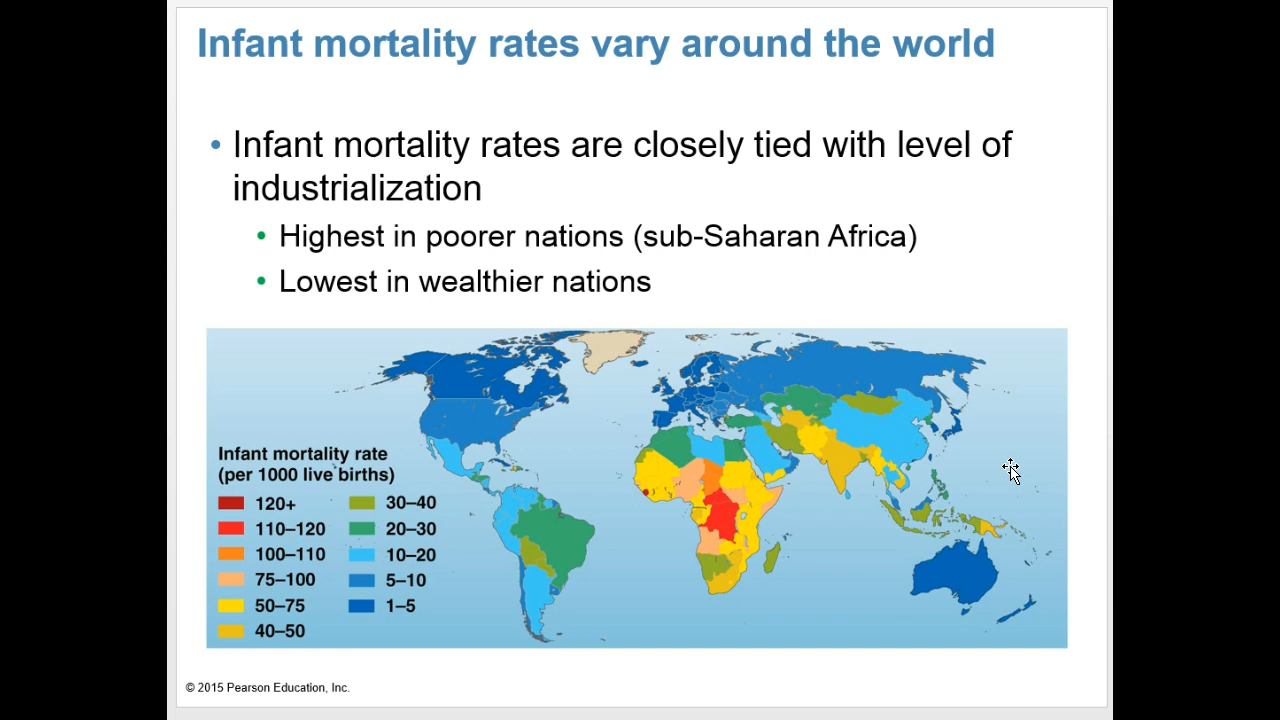 Infant mortality rates vary around the world
• Infant mortality rates are closely tied with level of
industrialization
• Highest in poorer nations (sub-Saharan Africa)
• Lowest in wealthier nations
Infant mortality rate
(per 1000 live births)
120+
110–120
100–110
75–100
50–75
40–50
30–40
20–30
10–20
5–10
1–5
© 2015 Pearson Education, Inc.